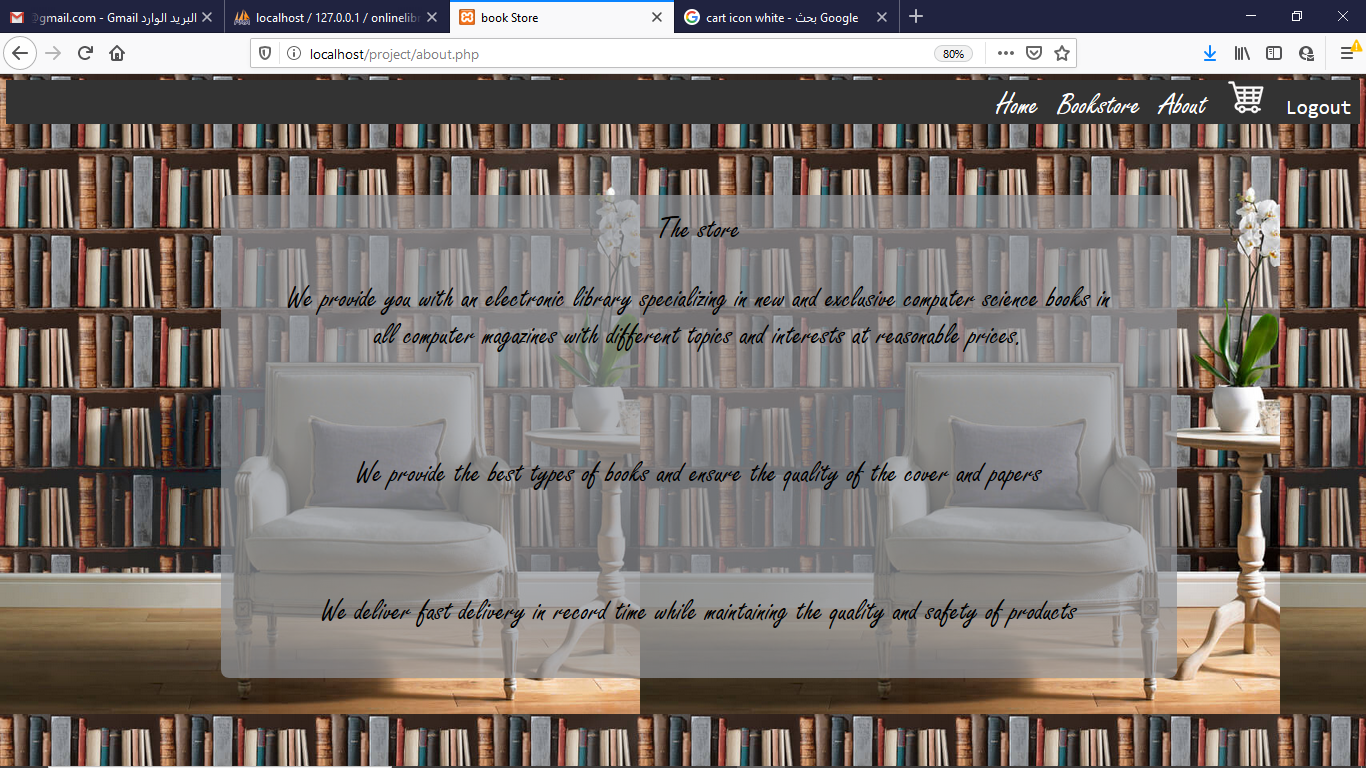 @gmail.com - Gmail البريد الوارد
localhost / 127.0.0.1 / onlinelibr
book Store
cart icon white - بحث Google
localhost/project/about.php
80%
Home Bookstore About Logout
The store
We provide you with an electronic library specializing in new and exclusive computer science books in
all computer magazines with different topics and interests at reasonable prices.
We provide the best types of books and ensure the quality of the cover and papers
We deliver fast delivery in record time while maintaining the quality and safety of products